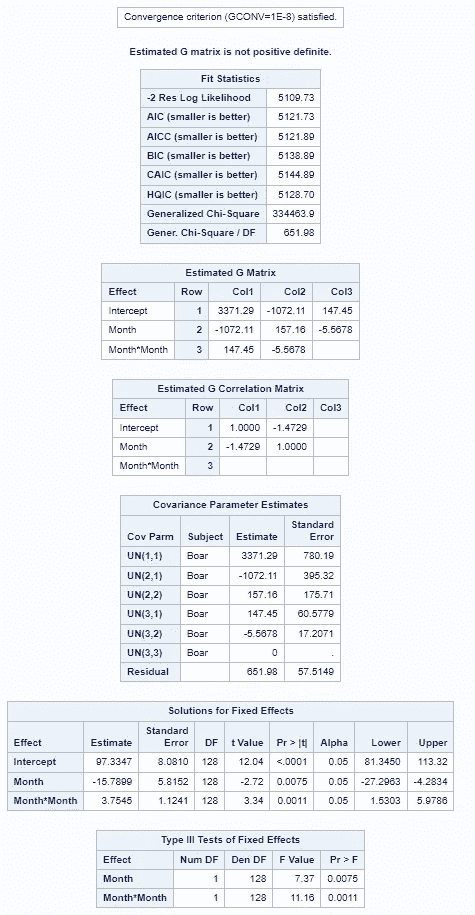 Convergence criterion (GCONV=1E-8) satisfied.
Estimated G matrix is not positive definite.
Fit Statistics
-2 Res Log Likelihood 5109.73
AIC (smaller is better) 5121.73
AICC (smaller is better) 5121.89
BIC (smaller is better) 5138.89
CAIC (smaller is better) 5144.89
HQIC (smaller is better) 5128.70
Generalized Chi-Square 334463.9
Gener. Chi-Square / DF 651.98
Estimated G Matrix
Effect Row Col1 Col2 Col3
Intercept 1 3371.29 -1072.11 147.45
Month 2 -1072.11 157.16 -5.5678
Month*Month 3 147.45 -5.5678
Estimated G Correlation Matrix
Effect Row Col1 Col2 Col3
Intercept 1 1.0000 -1.4729
Month 2 -1.4729 1.0000
Month*Month 3
Covariance Parameter Estimates
Cov Parm Subject Estimate Standard Error
UN(1,1) Boar 3371.29 780.19
UN(2,1) Boar -1072.11 395.32
UN(2,2) Boar 157.16 175.71
UN(3,1) Boar 147.45 60.5779
UN(3,2) Boar -5.5678 17.2071
UN(3,3) Boar 0 .
Residual 651.98 57.5149
Solutions for Fixed Effects
Effect Estimate Standard Error DF t Value Pr > |t| Alpha Lower Upper
Intercept 97.3347 8.0810 128 12.04 <.0001 0.05 81.3450 113.32
Month -15.7899 5.8152 128 -2.72 0.0075 0.05 -27.2963 -4.2834
Month*Month 3.7545 1.1241 128 3.34 0.0011 0.05 1.5303 5.9786
Type III Tests of Fixed Effects
Effect Num DF Den DF F Value Pr > F
Month 1 128 7.37 0.0075
Month*Month 1 128 11.16 0.0011